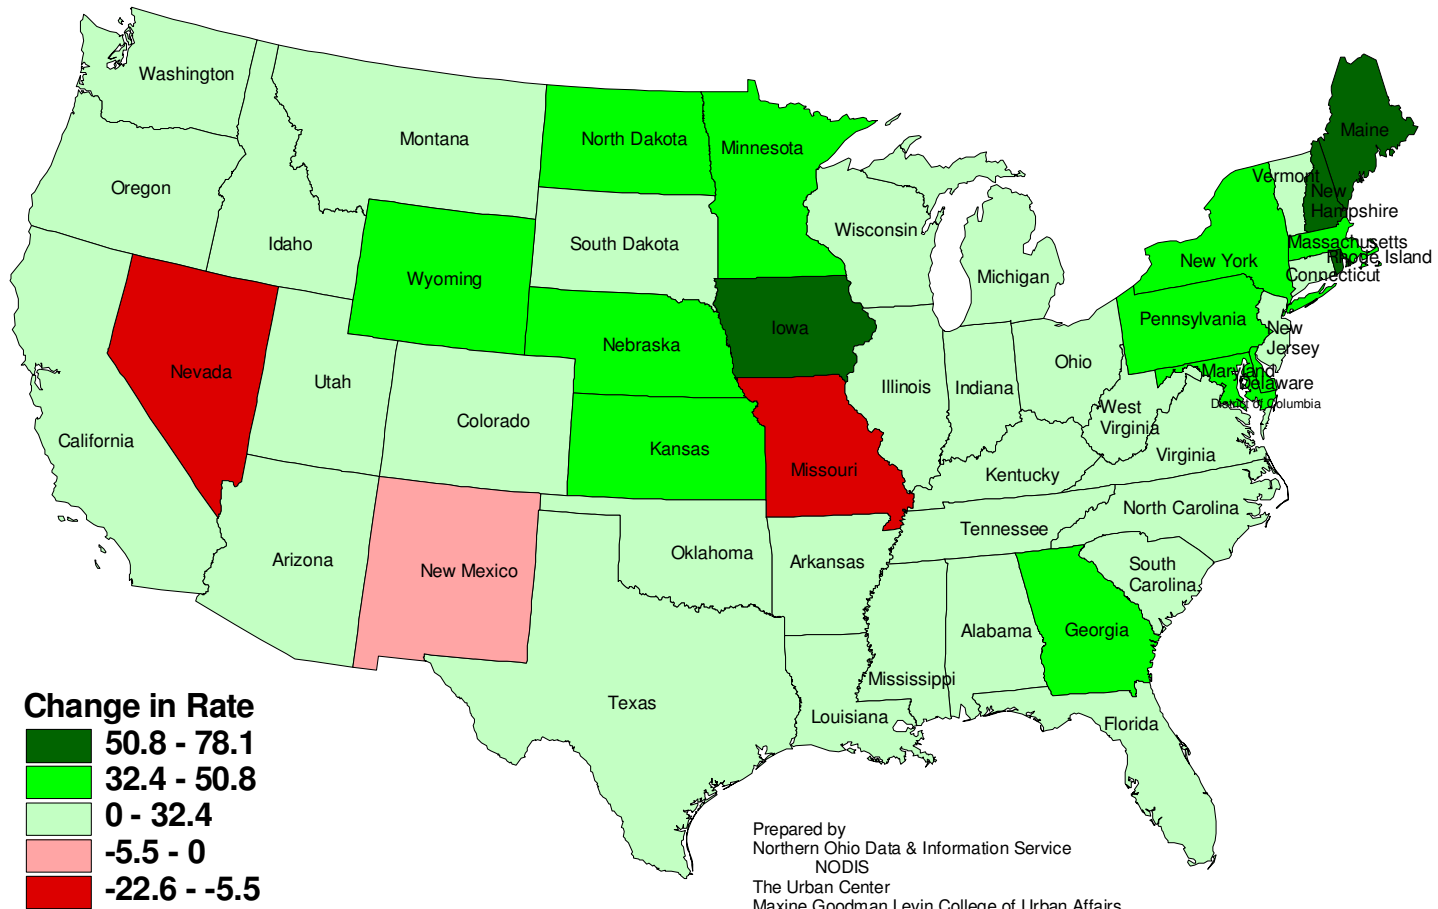 Washington
Montana
North Dakota
Minnesota
Maine
Oregon
Vermont
New
Hampshire
Idaho
South Dakota
Wisconsin
Massachusetts
Rhode Island
New York
Connecticut
Wyoming
Michigan
Pennsylvania
Iowa
New
Jersey
Nebraska
Ohio
Nevada
Utah
Illinois
Indiana
Maryland
Delaware
District of Columbia
West
Virginia
Colorado
California
Kansas
Virginia
Missouri
Kentucky
North Carolina
Tennessee
Arizona
New Mexico
Oklahoma
Arkansas
South
Carolina
Alabama
Georgia
Mississippi
Texas
Louisiana
Florida
Change in Rate
50.8 - 78.1
32.4 - 50.8
0 - 32.4
-5.5 - 0
-22.6 - -5.5
Prepared by
Northern Ohio Data & Information Service
NODIS
The Urban Center
Maxine Goodman Levin College of Urban Affairs